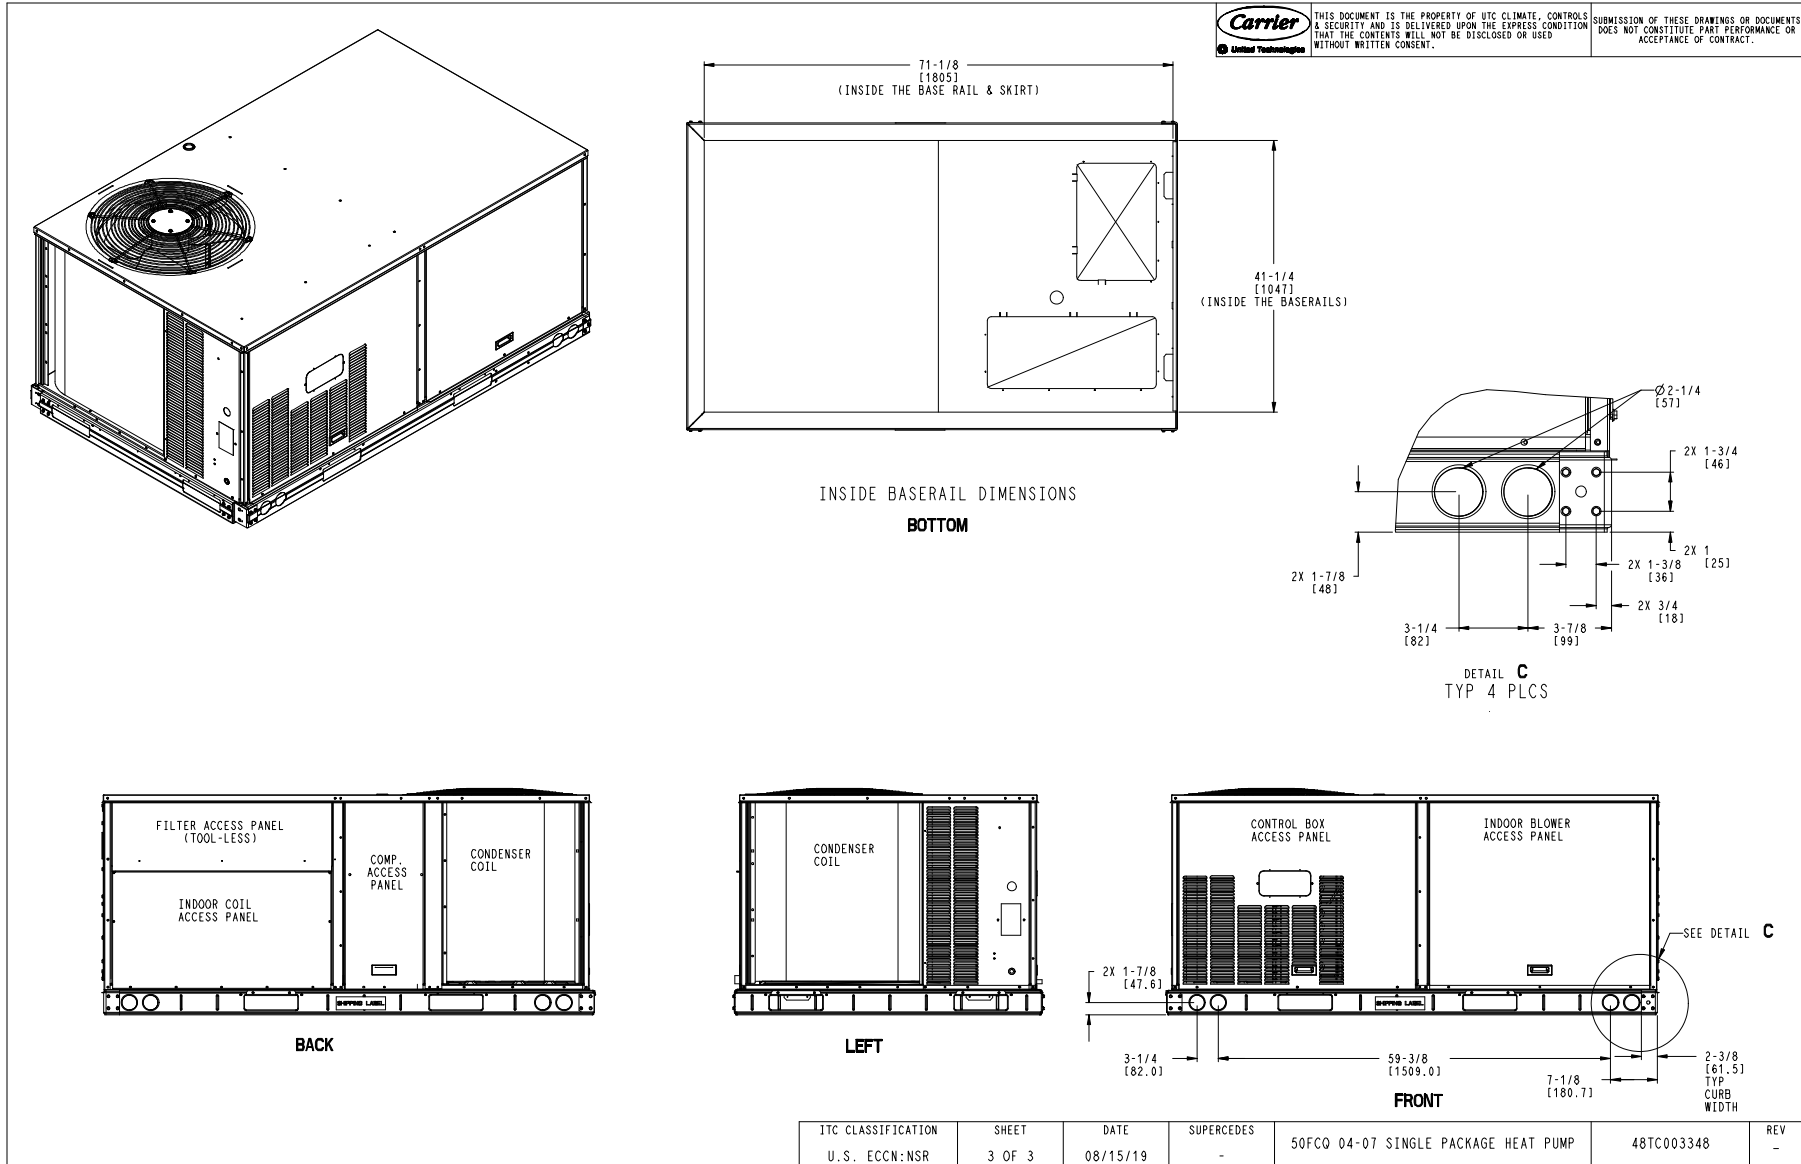 Carrier
United Technologies
THIS DOCUMENT IS THE PROPERTY OF UTC CLIMATE, CONTROLS
& SECURITY AND IS DELIVERED UPON THE EXPRESS CONDITION
THAT THE CONTENTS WILL NOT BE DISCLOSED OR USED
WITHOUT WRITTEN CONSENT.
SUBMISSION OF THESE DRAWINGS OR DOCUMENTS
DOES NOT CONSTITUTE PART PERFORMANCE OR
ACCEPTANCE OF CONTRACT.
71-1/8
[1805]
(INSIDE THE BASE RAIL & SKIRT)
41-1/4
[1047]
(INSIDE THE BASERAILS)
INSIDE BASERAIL DIMENSIONS
BOTTOM
Ø2-1/4
[57]
2X 1-3/4
[46]
2X 1
[25]
2X 1-3/8
[36]
2X 3/4
[18]
2X 1-7/8
[48]
3-1/4
[82]
3-7/8
[99]
DETAIL C
TYP 4 PLCS
FILTER ACCESS PANEL
(TOOL-LESS)
INDOOR COIL
ACCESS PANEL
COMP.
ACCESS
PANEL
CONDENSER
COIL
SHIPPING LABEL
BACK
CONDENSER
COIL
LEFT
CONTROL BOX
ACCESS PANEL
INDOOR BLOWER
ACCESS PANEL
SEE DETAIL C
SHIPPING LABEL
2X 1-7/8
[47.6]
3-1/4
[82.0]
59-3/8
[1509.0]
7-1/8
[180.7]
2-3/8
[61.5]
TYP
CURB
WIDTH
FRONT
ITC CLASSIFICATION
U.S. ECCN:NSR
SHEET
3 OF 3
DATE
08/15/19
SUPERCEDES
-
50FCQ 04-07 SINGLE PACKAGE HEAT PUMP
48TC003348
REV
-